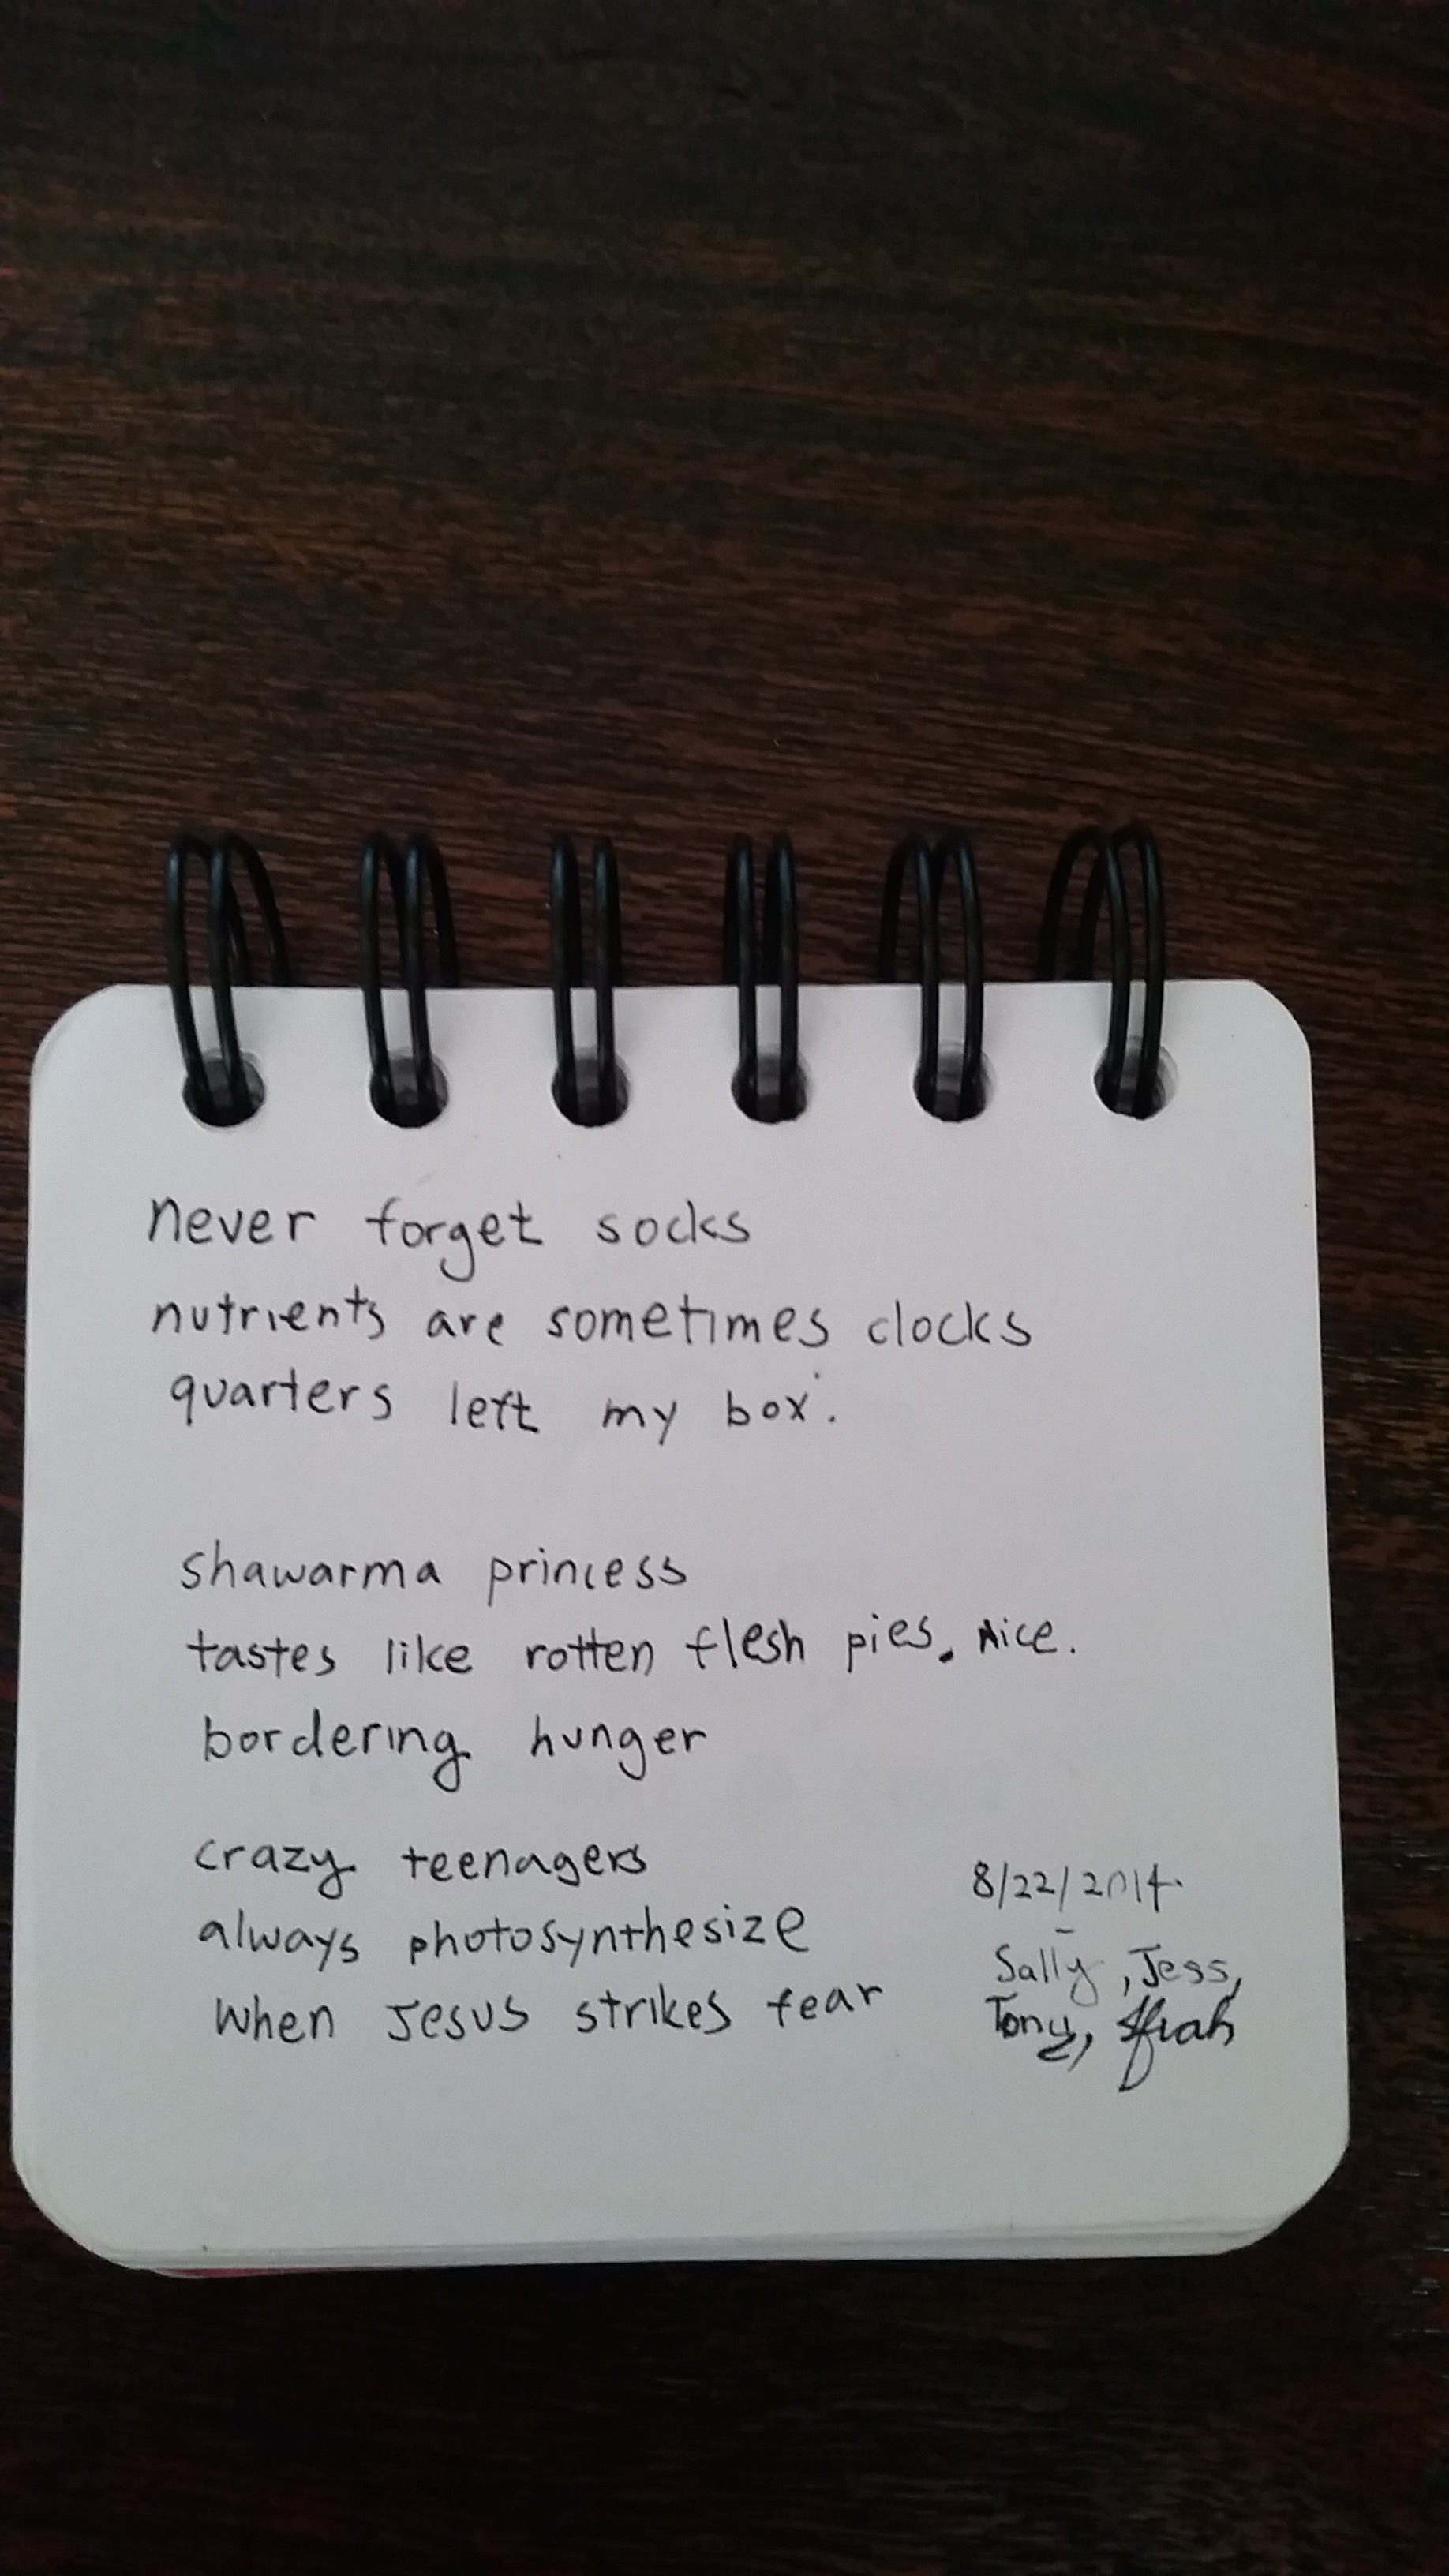 never forget socks
nutrients are sometimes clocks
quarters left my box.
shawarma princess
tastes like rotten flesh pies. Nice.
bordering hunger
crazy teenagers
always photosynthesize
when Jesus strikes fear
8/22/2014
-
Sally, Jess,
Tony,